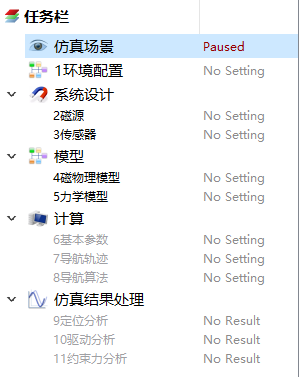 任务栏
仿真场景 Paused
1环境配置 No Setting
系统设计
2磁源 No Setting
3传感器 No Setting
模型
4磁物理模型 No Setting
5力学模型 No Setting
计算
6基本参数 No Setting
7导航轨迹 No Setting
8导航算法 No Setting
仿真结果处理
9定位分析 No Result
10驱动分析 No Result
11约束力分析 No Result